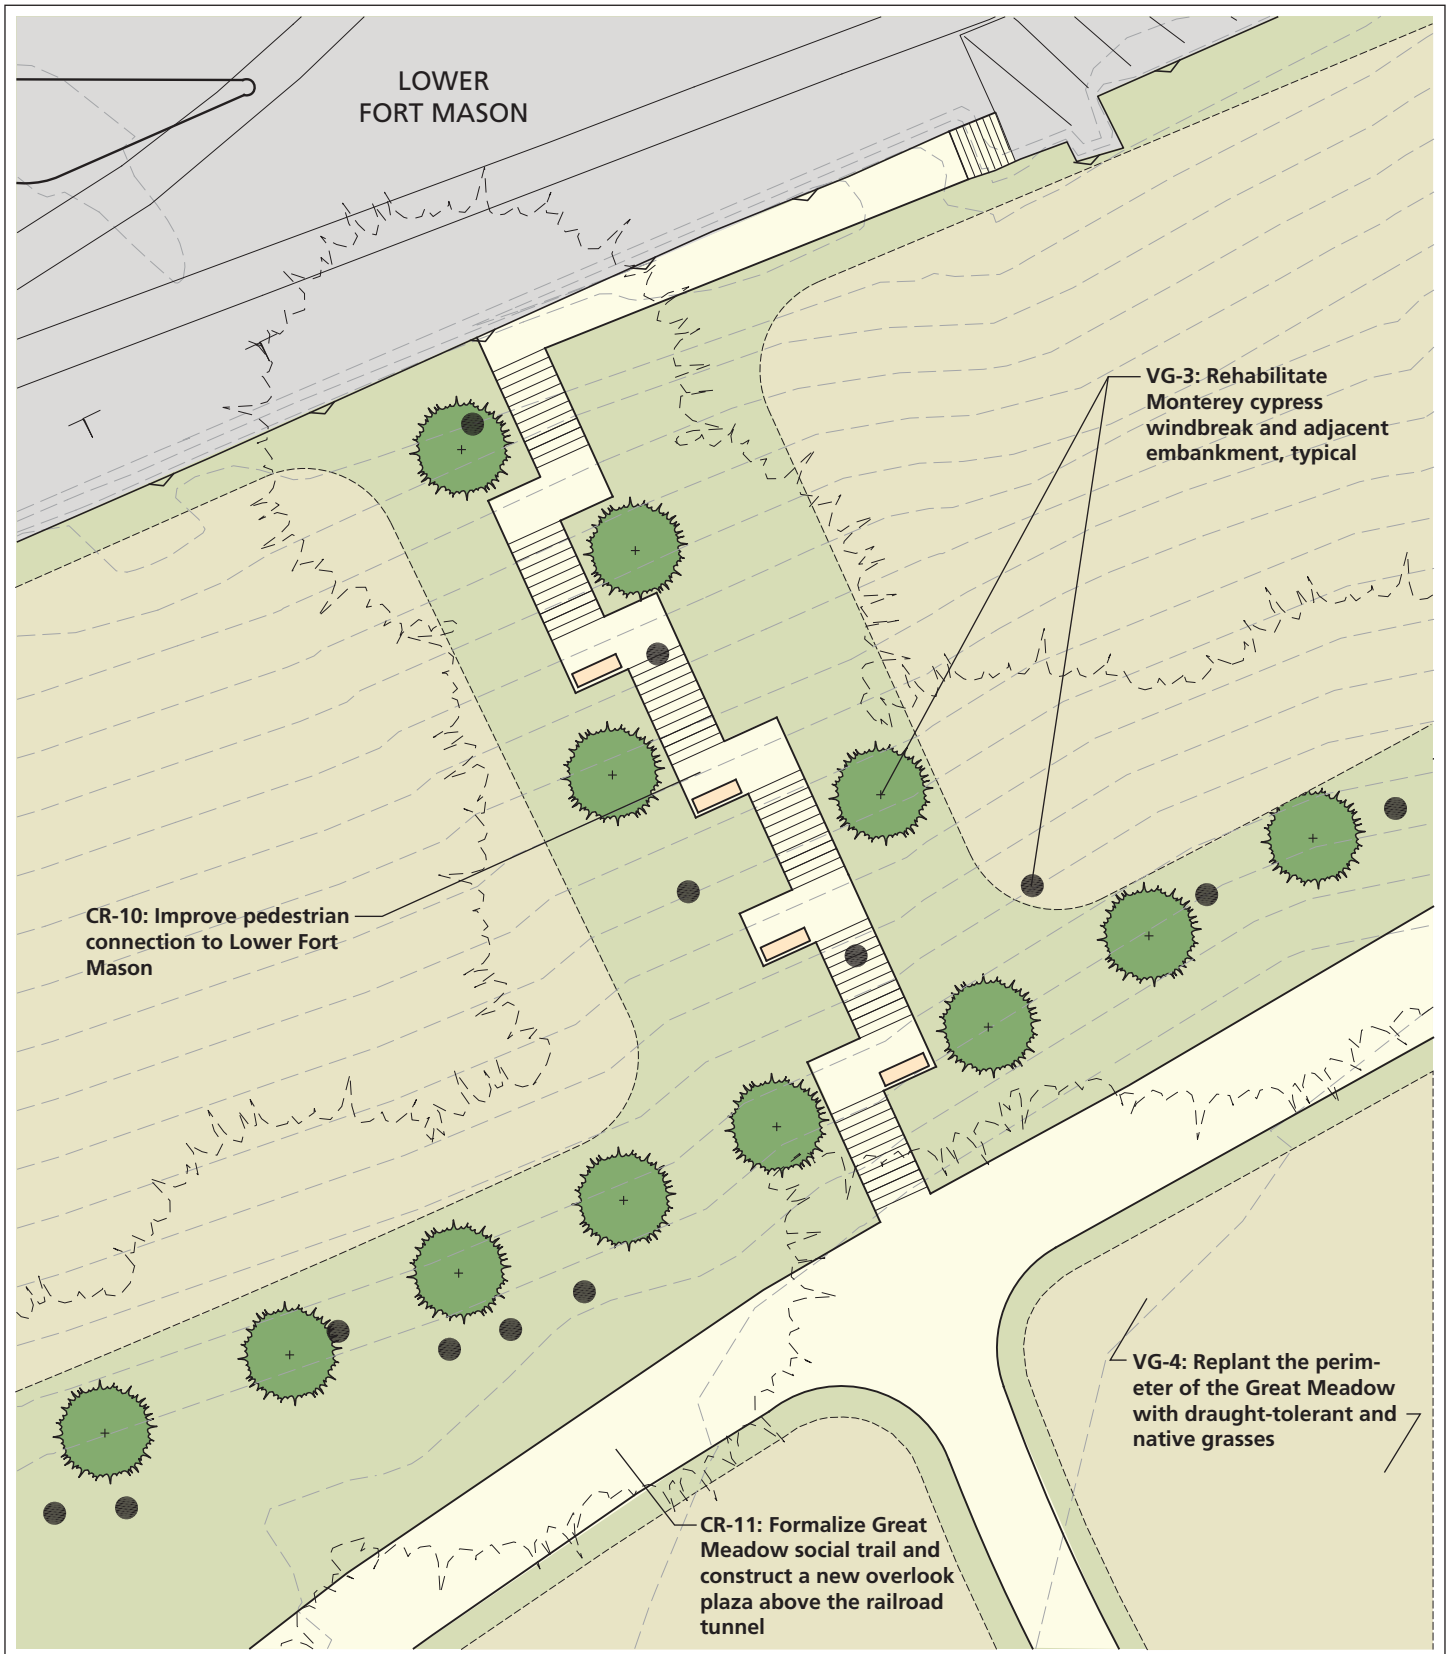 LOWER
FORT MASON
VG-3: Rehabilitate
Monterey cypress
windbreak and adjacent
embankment, typical
CR-10: Improve pedestrian
connection to Lower Fort
Mason
VG-4: Replant the perim-
eter of the Great Meadow
with draught-tolerant and
native grasses
CR-11: Formalize Great
Meadow social trail and
construct a new overlook
plaza above the railroad
tunnel